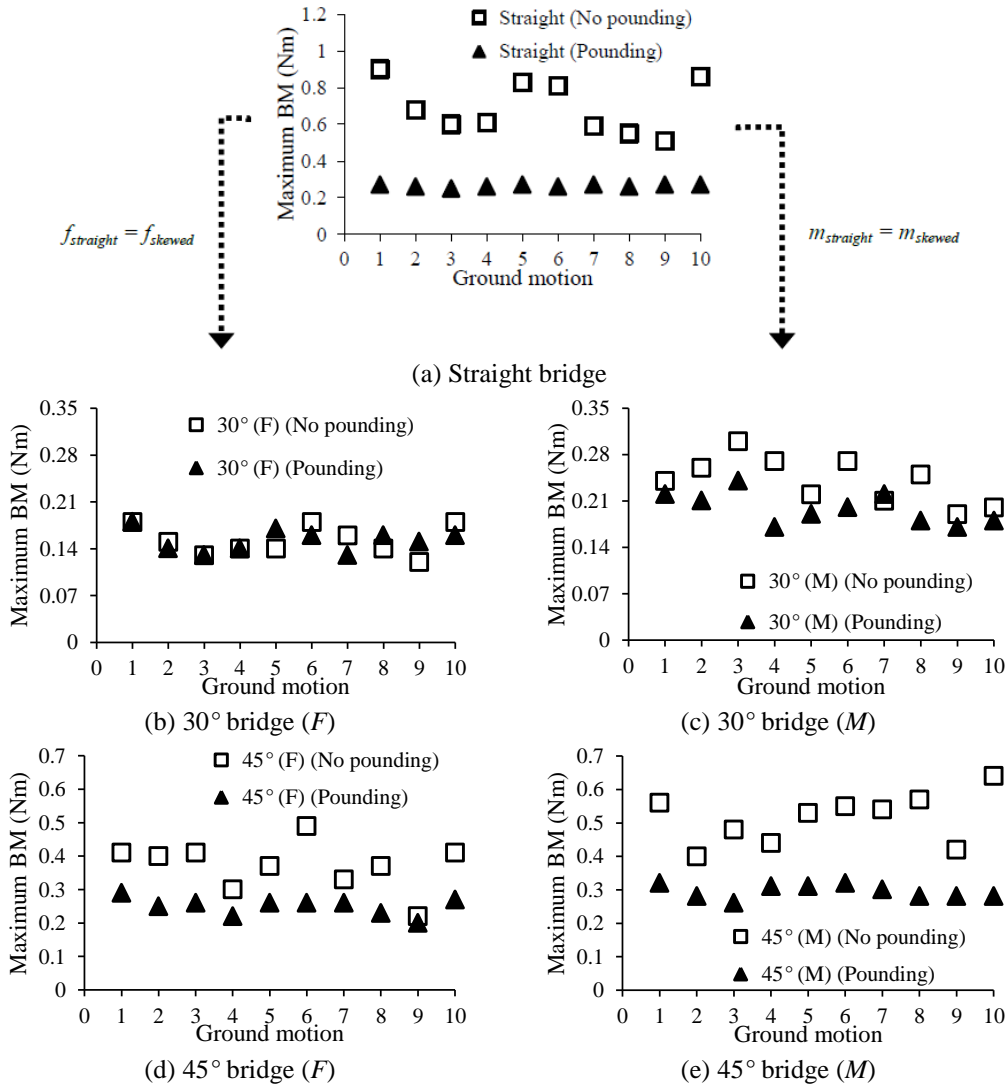 Straight (No pounding)
Straight (Pounding)
Maximum BM (Nm)
1.2
1
0.8
0.6
0.4
0.2
0
0 1 2 3 4 5 6 7 8 9 10
Ground motion
f_straight = f_skewed
m_straight = m_skewed
(a) Straight bridge
30° (F) (No pounding)
30° (F) (Pounding)
Maximum BM (Nm)
0.35
0.28
0.21
0.14
0.07
0
0 1 2 3 4 5 6 7 8 9 10
Ground motion
(b) 30° bridge (F)
Maximum BM (Nm)
0.35
0.28
0.21
0.14
0.07
0
30° (M) (No pounding)
30° (M) (Pounding)
0 1 2 3 4 5 6 7 8 9 10
Ground motion
(c) 30° bridge (M)
45° (F) (No pounding)
45° (F) (Pounding)
Maximum BM (Nm)
0.7
0.6
0.5
0.4
0.3
0.2
0.1
0
0 1 2 3 4 5 6 7 8 9 10
Ground motion
(d) 45° bridge (F)
Maximum BM (Nm)
0.7
0.6
0.5
0.4
0.3
0.2
0.1
0
45° (M) (No pounding)
45° (M) (Pounding)
0 1 2 3 4 5 6 7 8 9 10
Ground motion
(e) 45° bridge (M)